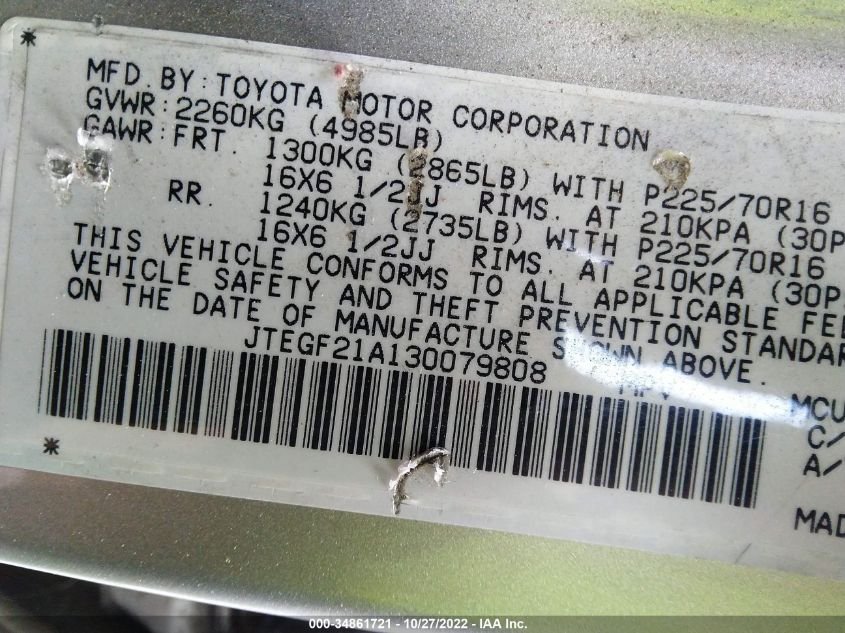 MFD.BY:TOYOTA MOTOR CORPORATION
GVWR:2260KG (4985LB)
GAWR:FRT. 1300KG (2865LB) WITH P225/70R16
16X6 1/2JJ RIMS. AT 210KPA (30P
RR. 1240KG (2735LB) WITH P225/70R16
16X6 1/2JJ RIMS. AT 210KPA (30P
THIS VEHICLE CONFORMS TO ALL APPLICABLE FE
VEHICLE SAFETY AND THEFT PREVENTION STANDAR
ON THE DATE OF MANUFACTURE SHOWN ABOVE.
JTEGF21A130079808 MPV
MCU
C/
A/
MAD
000-34861721 - 10/27/2022 - IAA Inc.